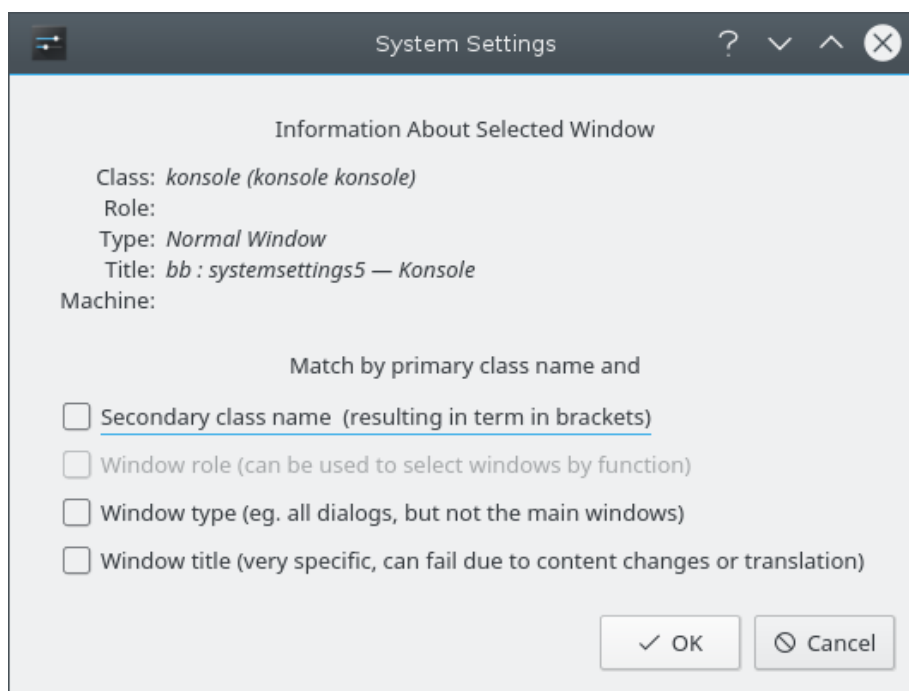 System Settings
Information About Selected Window
Class: konsole (konsole konsole)
Role:
Type: Normal Window
Title: bb : systemsettings5 — Konsole
Machine:
Match by primary class name and
Secondary class name  (resulting in term in brackets)
Window role (can be used to select windows by function)
Window type (eg. all dialogs, but not the main windows)
Window title (very specific, can fail due to content changes or translation)
OK Cancel